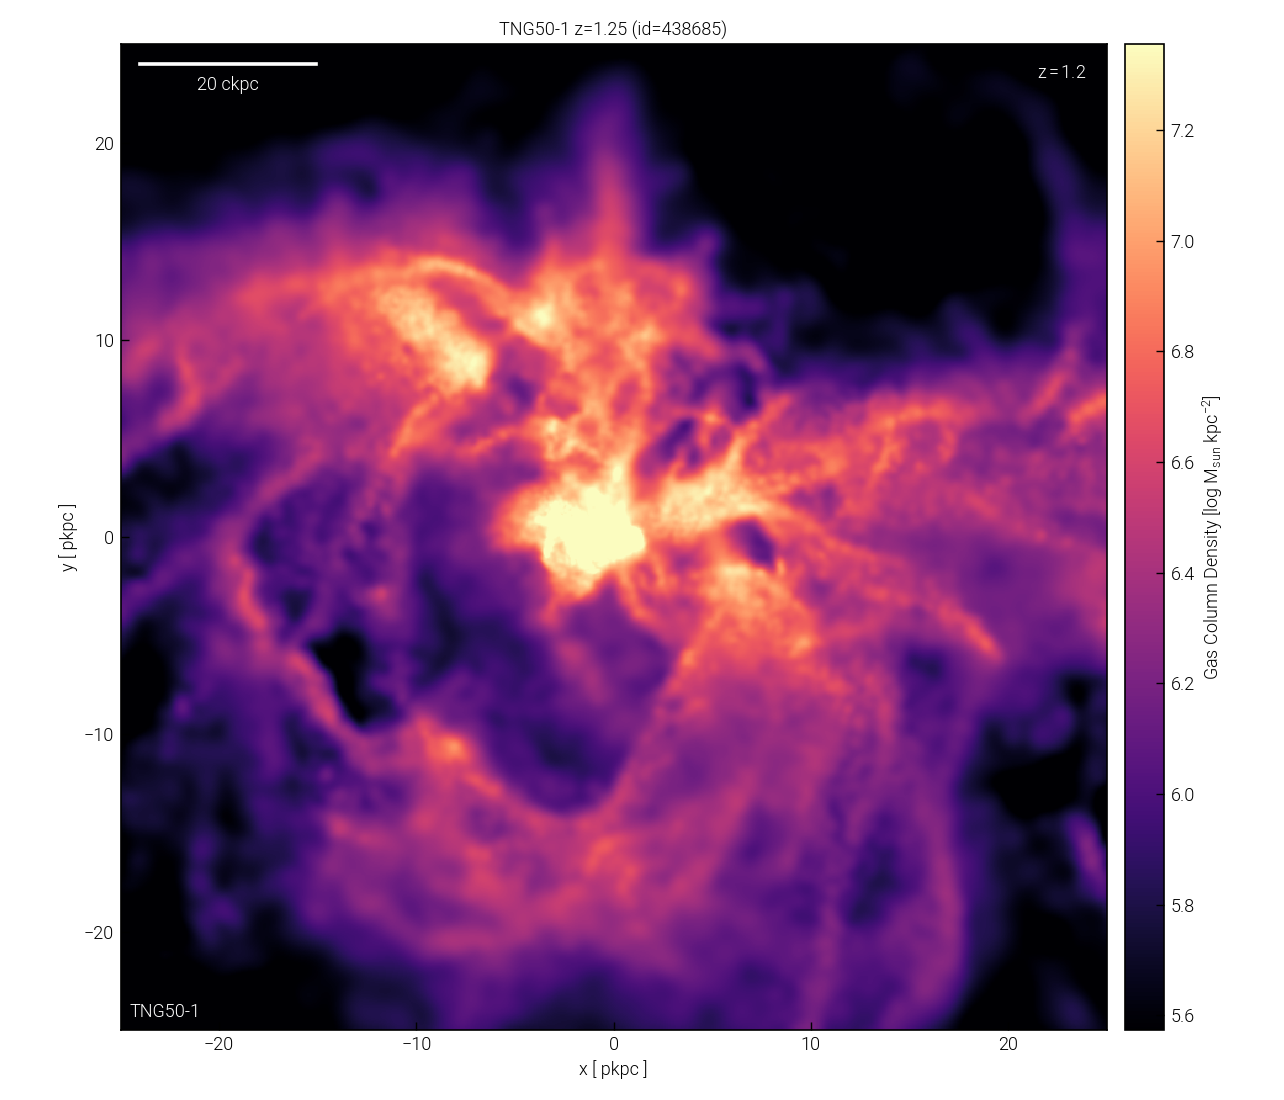 TNG50-1 z=1.25 (id=438685)
20 ckpc
z = 1.2
TNG50-1
20
10
0
−10
−20
y [ pkpc ]
−20
−10
0
10
20
x [ pkpc ]
7.2
7.0
6.8
6.6
6.4
6.2
6.0
5.8
5.6
Gas Column Density [log M_sun kpc^−2]